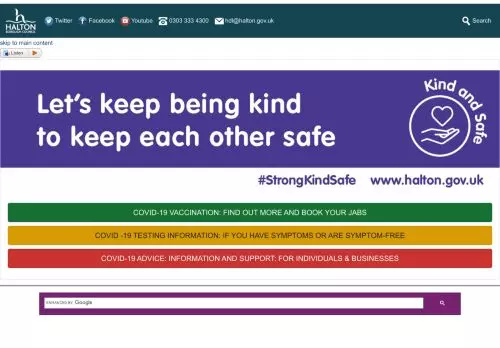 HALTON
BOROUGH COUNCIL
Twitter Facebook Youtube 0303 333 4300 hdl@halton.gov.uk Search
skip to main content
Listen
Let's keep being kind
to keep each other safe
Kind and Safe
#StrongKindSafe www.halton.gov.uk
COVID-19 VACCINATION: FIND OUT MORE AND BOOK YOUR JABS
COVID -19 TESTING INFORMATION: IF YOU HAVE SYMPTOMS OR ARE SYMPTOM-FREE
COVID-19 ADVICE: INFORMATION AND SUPPORT: FOR INDIVIDUALS & BUSINESSES
ENHANCED BY Google